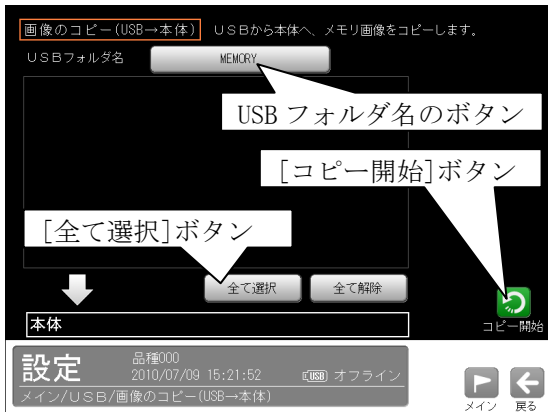 画像のコピー(USB→本体) USBから本体へ、メモリ画像をコピーします。
USBフォルダ名 MEMORY
USB フォルダ名のボタン
[コピー開始]ボタン
[全て選択]ボタン
全て選択 全て解除
本体
コピー開始
設定 品種000
2010/07/09 15:21:52 USB オフライン
メイン/USB/画像のコピー(USB→本体)
メイン 戻る